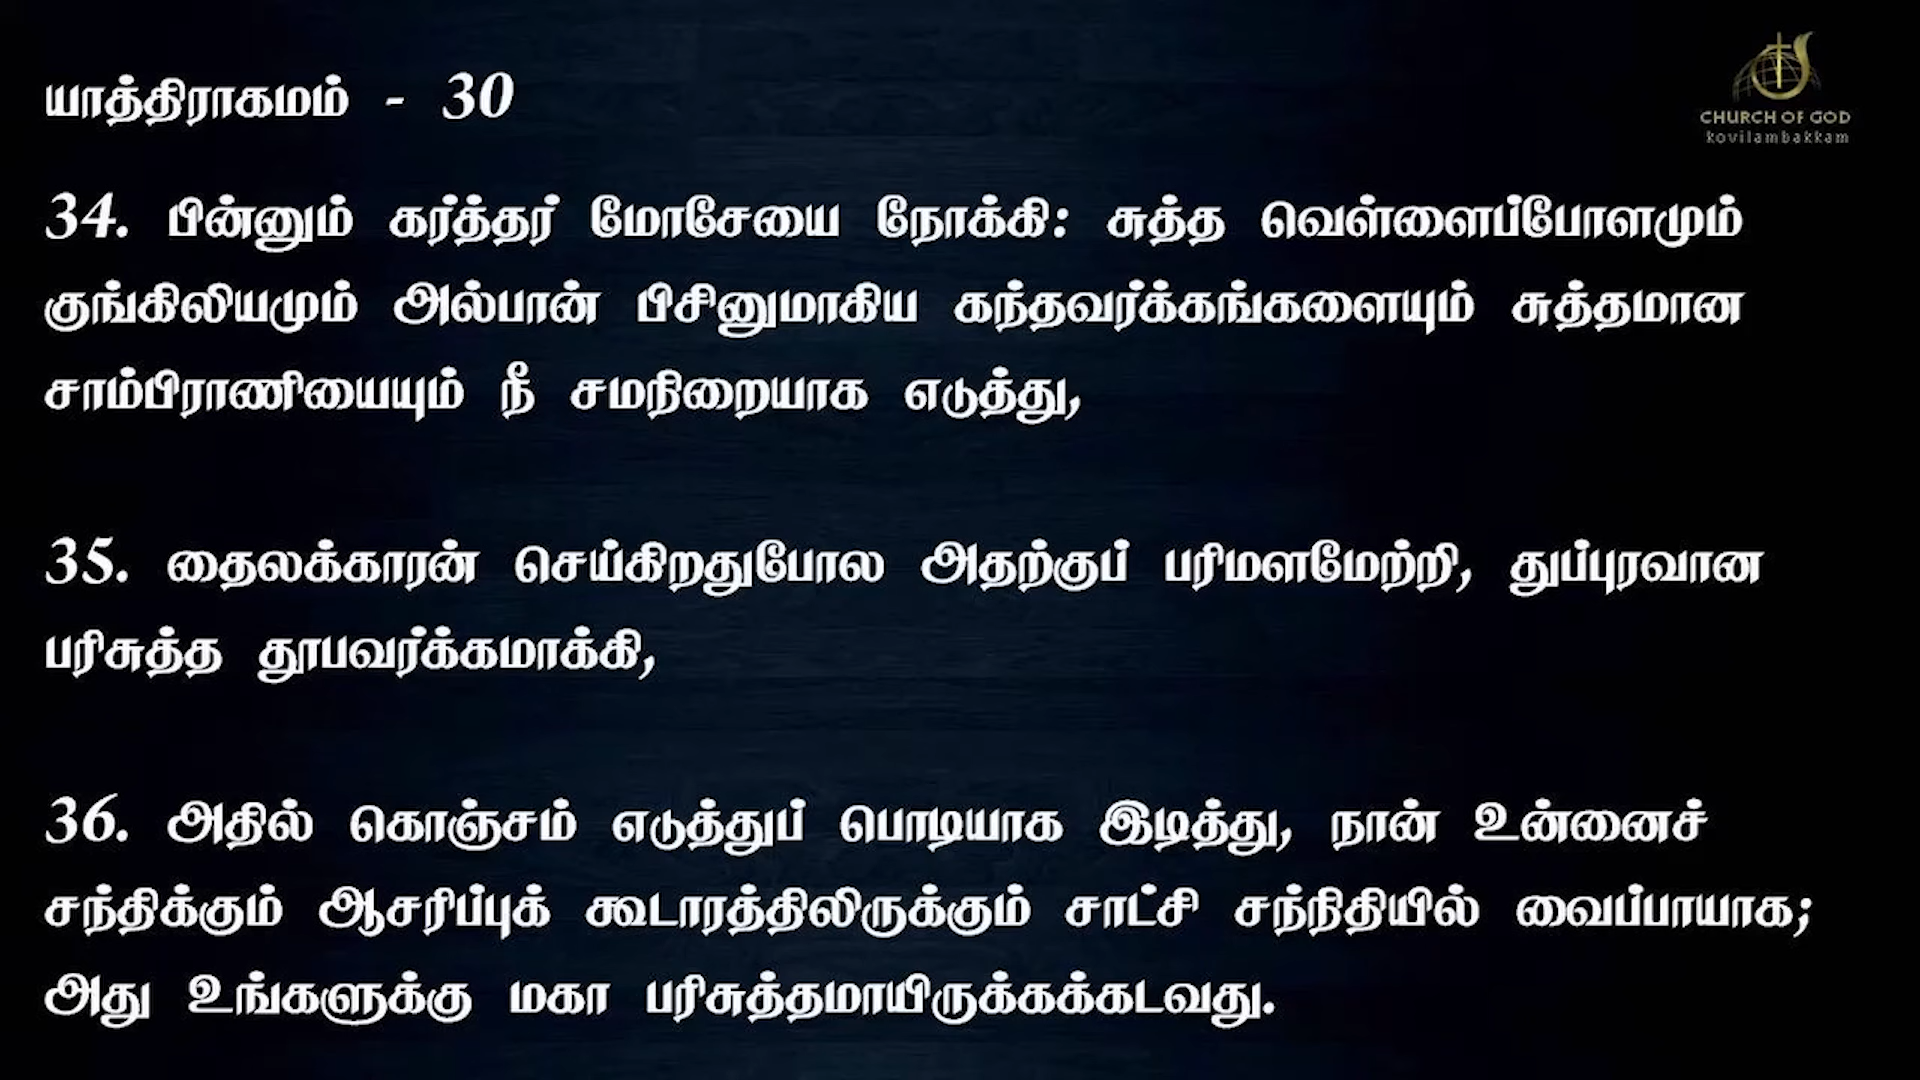 யாத்திராகமம் - 30
CHURCH OF GOD
kovilambakkam
34. பின்னும் கர்த்தர் மோசேயை நோக்கி: சுத்த வெள்ளைப்போளமும்
குங்கிலியமும் அல்பான் பிசினுமாகிய கந்தவர்க்கங்களையும் சுத்தமான
சாம்பிராணியையும் நீ சமநிறையாக எடுத்து,
35. தைலக்காரன் செய்கிறதுபோல அதற்குப் பரிமளமேற்றி, துப்புரவான
பரிசுத்த தூபவர்க்கமாக்கி,
36. அதில் கொஞ்சம் எடுத்துப் பொடியாக இடித்து, நான் உன்னைச்
சந்திக்கும் ஆசரிப்புக் கூடாரத்திலிருக்கும் சாட்சி சந்நிதியில் வைப்பாயாக;
அது உங்களுக்கு மகா பரிசுத்தமாயிருக்கக்கடவது.